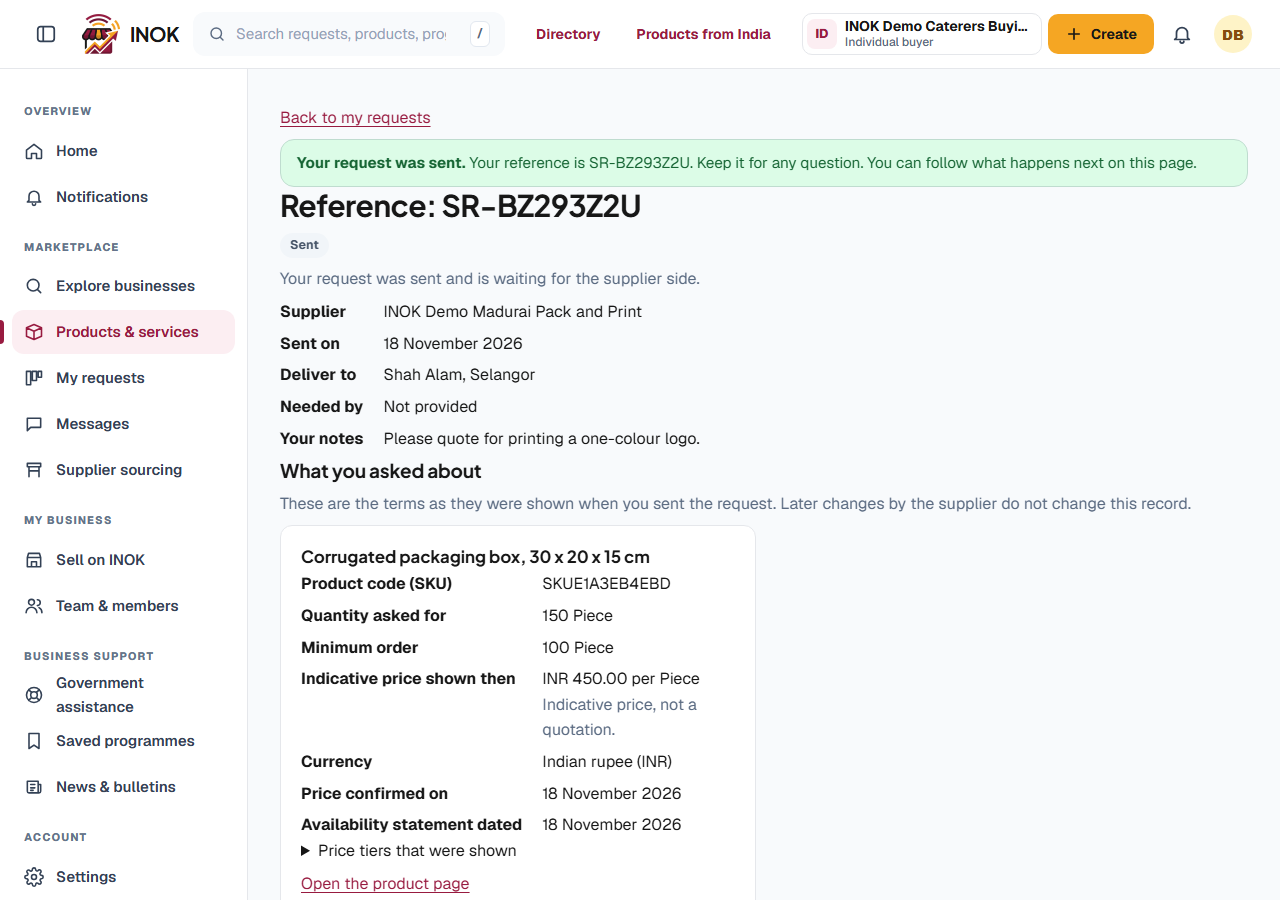 INOK
Search requests, products, pro
/
Directory
Products from India
ID
INOK Demo Caterers Buyi...
Individual buyer
Create
DB
OVERVIEW
Home
Notifications
MARKETPLACE
Explore businesses
Products & services
My requests
Messages
Supplier sourcing
MY BUSINESS
Sell on INOK
Team & members
BUSINESS SUPPORT
Government
assistance
Saved programmes
News & bulletins
ACCOUNT
Settings
Back to my requests
Your request was sent. Your reference is SR-BZ293Z2U. Keep it for any question. You can follow what happens next on this page.
Reference: SR-BZ293Z2U
Sent
Your request was sent and is waiting for the supplier side.
Supplier INOK Demo Madurai Pack and Print
Sent on 18 November 2026
Deliver to Shah Alam, Selangor
Needed by Not provided
Your notes Please quote for printing a one-colour logo.
What you asked about
These are the terms as they were shown when you sent the request. Later changes by the supplier do not change this record.
Corrugated packaging box, 30 x 20 x 15 cm
Product code (SKU) SKUE1A3EB4EBD
Quantity asked for 150 Piece
Minimum order 100 Piece
Indicative price shown then INR 450.00 per Piece
Indicative price, not a
quotation.
Currency Indian rupee (INR)
Price confirmed on 18 November 2026
Availability statement dated 18 November 2026
Price tiers that were shown
Open the product page